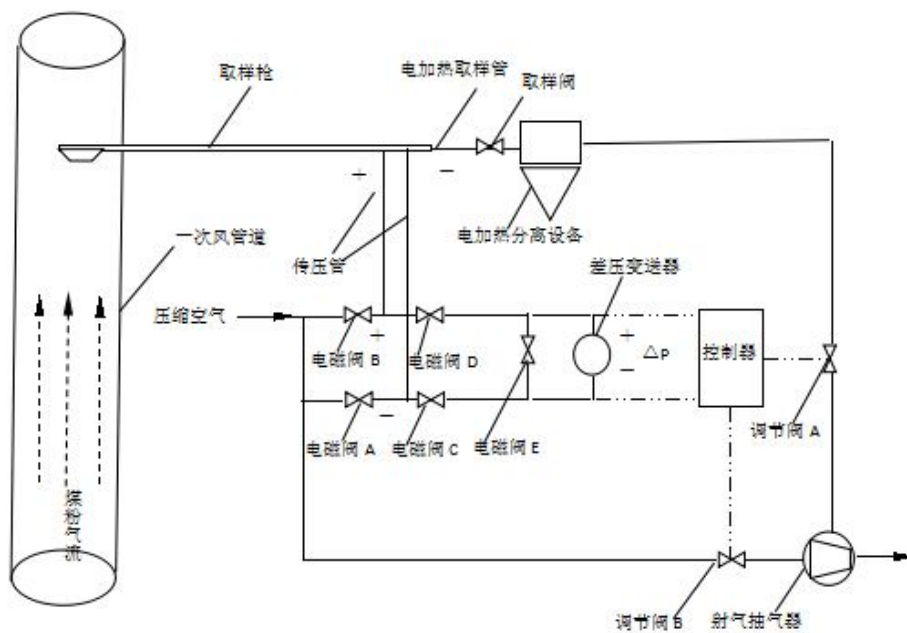 取样枪
电加热取样管
取样阀
+
−
电加热分离设备
一次风管道
传压管
差压变送器
压缩空气
电磁阀 B
+
电磁阀 D
+
△P
−
控制器
−
电磁阀 A
电磁阀 C
电磁阀 E
调节阀 A
煤粉气流
调节阀 B
射气抽气器